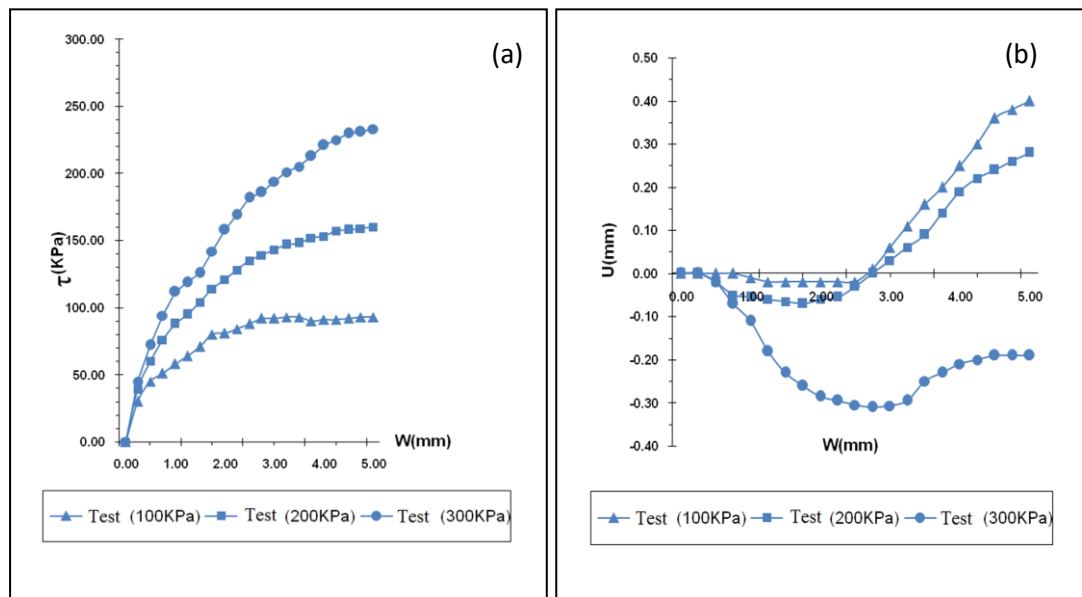 (a)
300.00
250.00
200.00
150.00
100.00
50.00
0.00
τ(KPa)
0.00 1.00 2.00 3.00 4.00 5.00
W(mm)
Test (100KPa) Test (200KPa) Test (300KPa)
(b)
0.50
0.40
0.30
0.20
0.10
0.00
-0.10
-0.20
-0.30
-0.40
U(mm)
0.00 1.00 2.00 3.00 4.00 5.00
W(mm)
Test (100KPa) Test (200KPa) Test (300KPa)